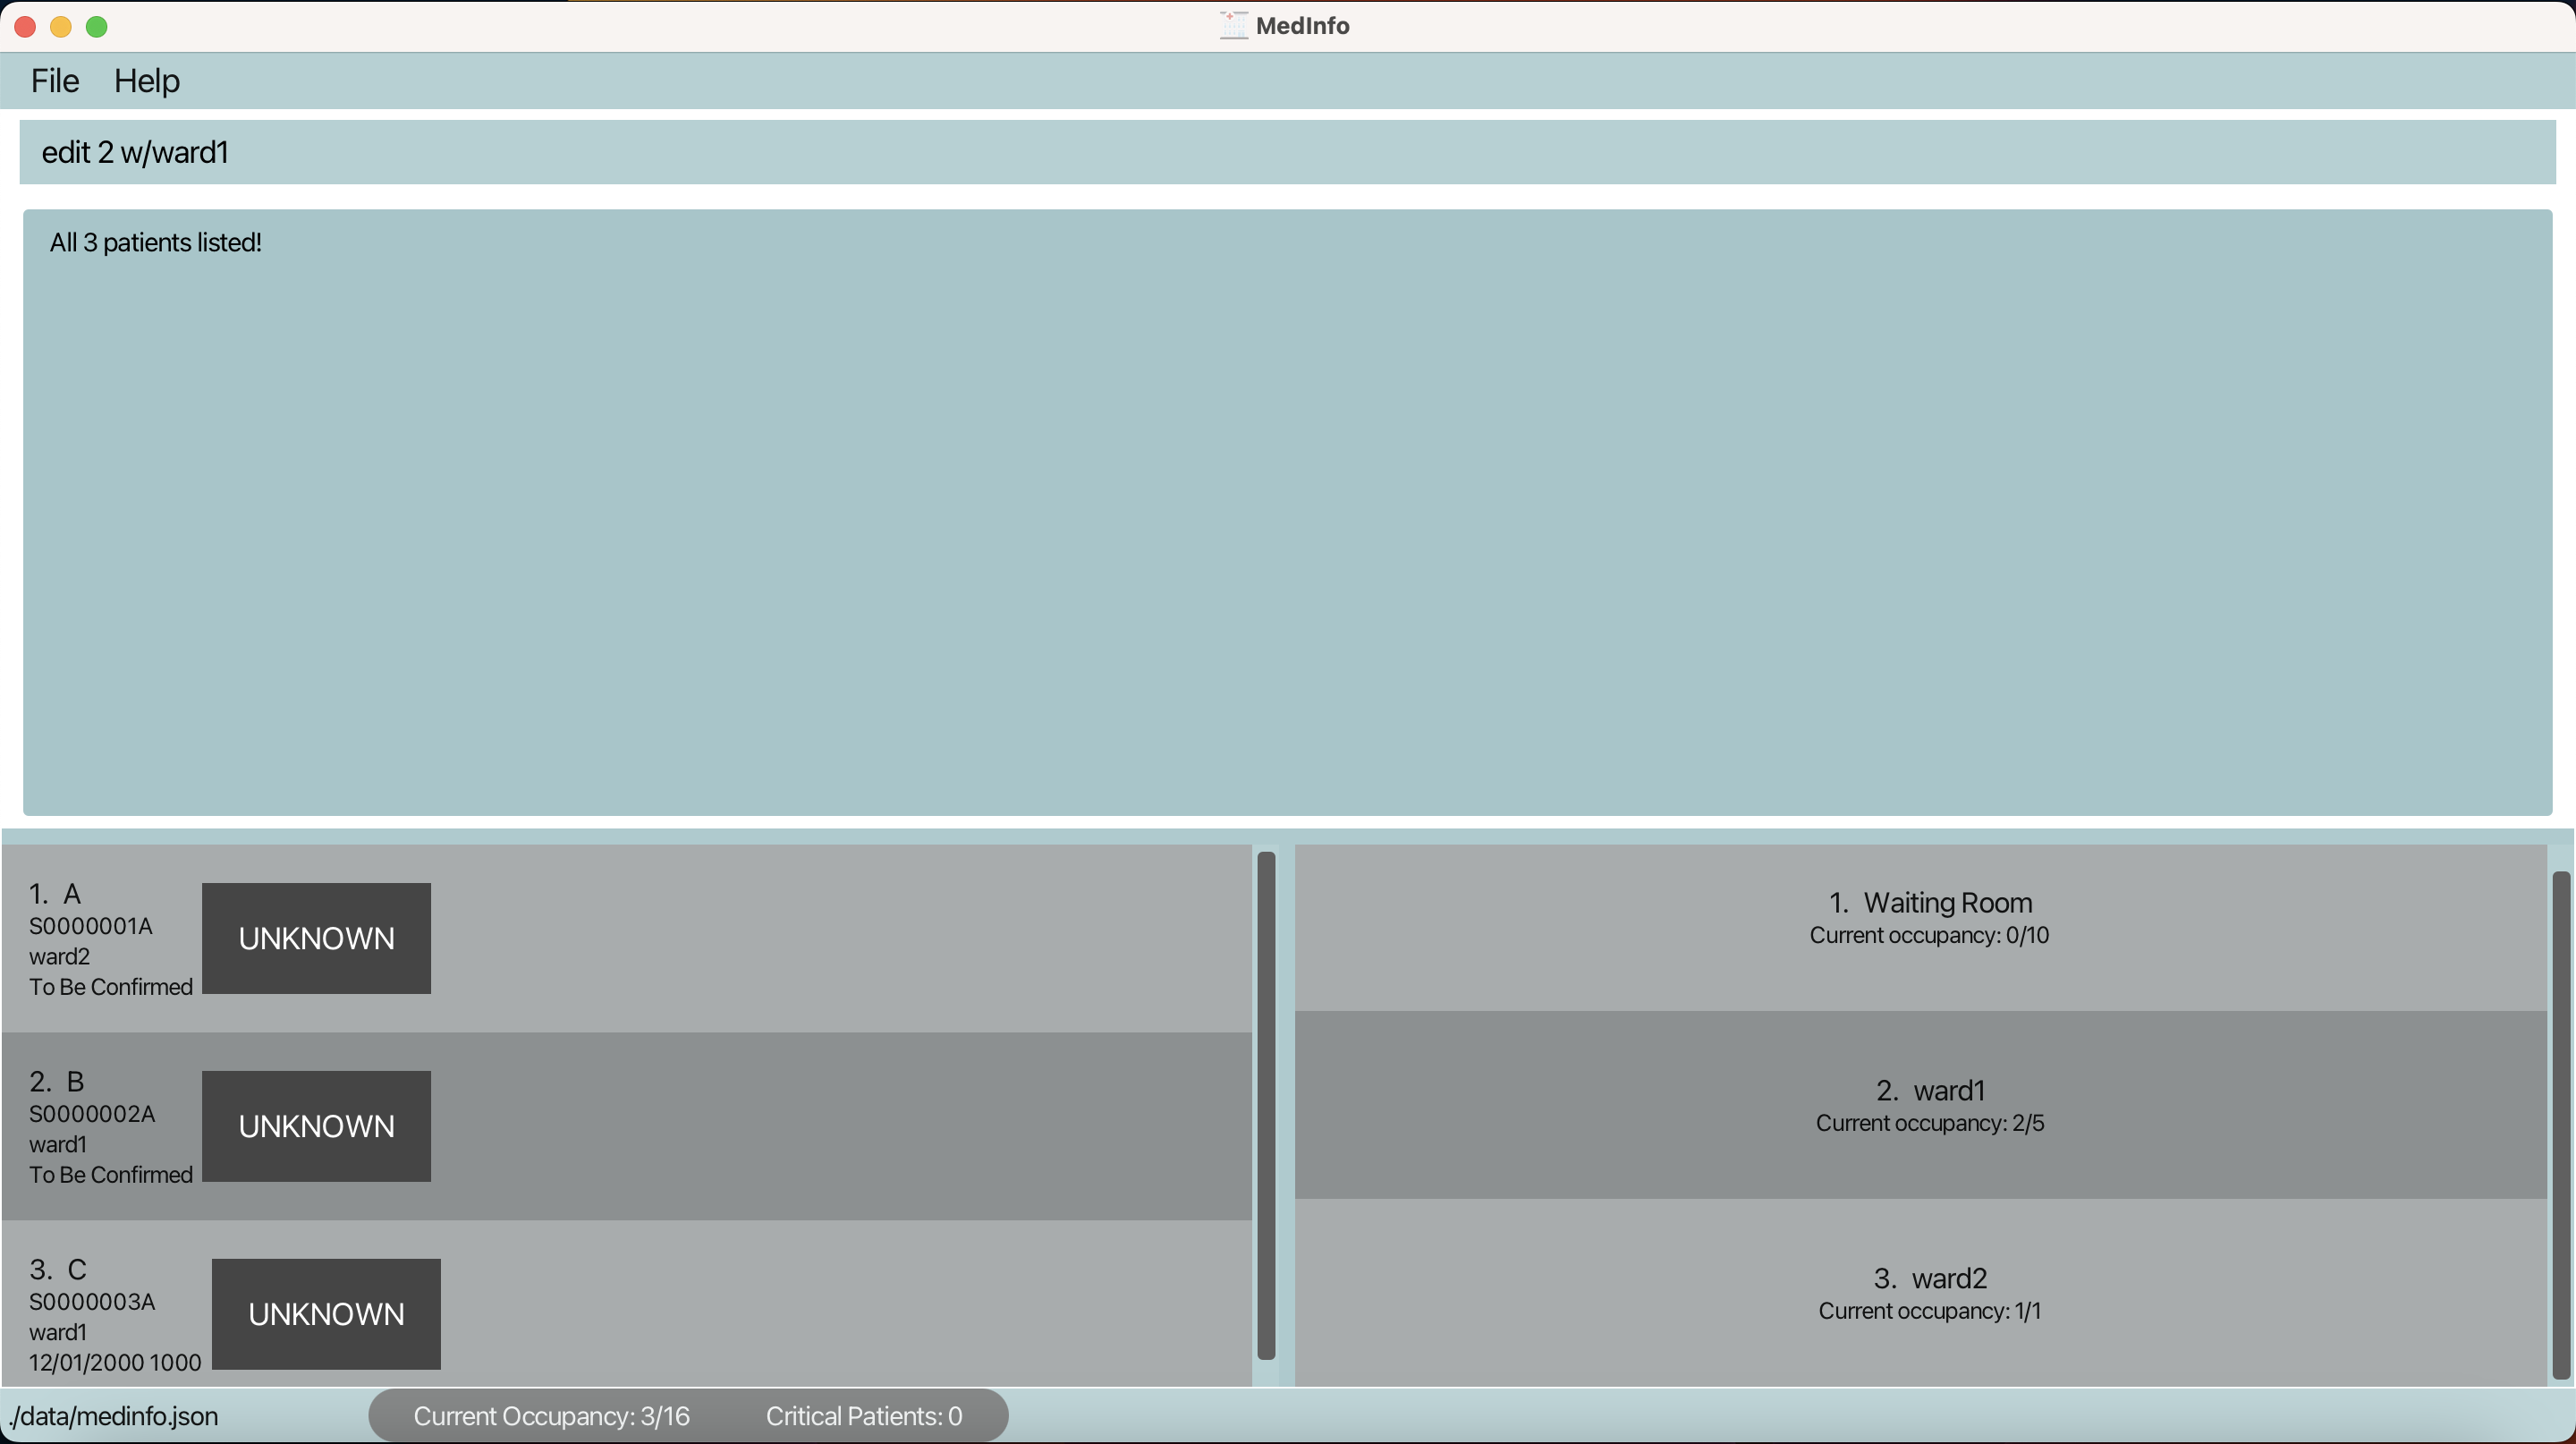 MedInfo
File Help
edit 2 w/ward1
All 3 patients listed!
1. A
S0000001A
ward2
To Be Confirmed
UNKNOWN
2. B
S0000002A
ward1
To Be Confirmed
UNKNOWN
3. C
S0000003A
ward1
12/01/2000 1000
UNKNOWN
1. Waiting Room
Current occupancy: 0/10
2. ward1
Current occupancy: 2/5
3. ward2
Current occupancy: 1/1
./data/medinfo.json
Current Occupancy: 3/16 Critical Patients: 0